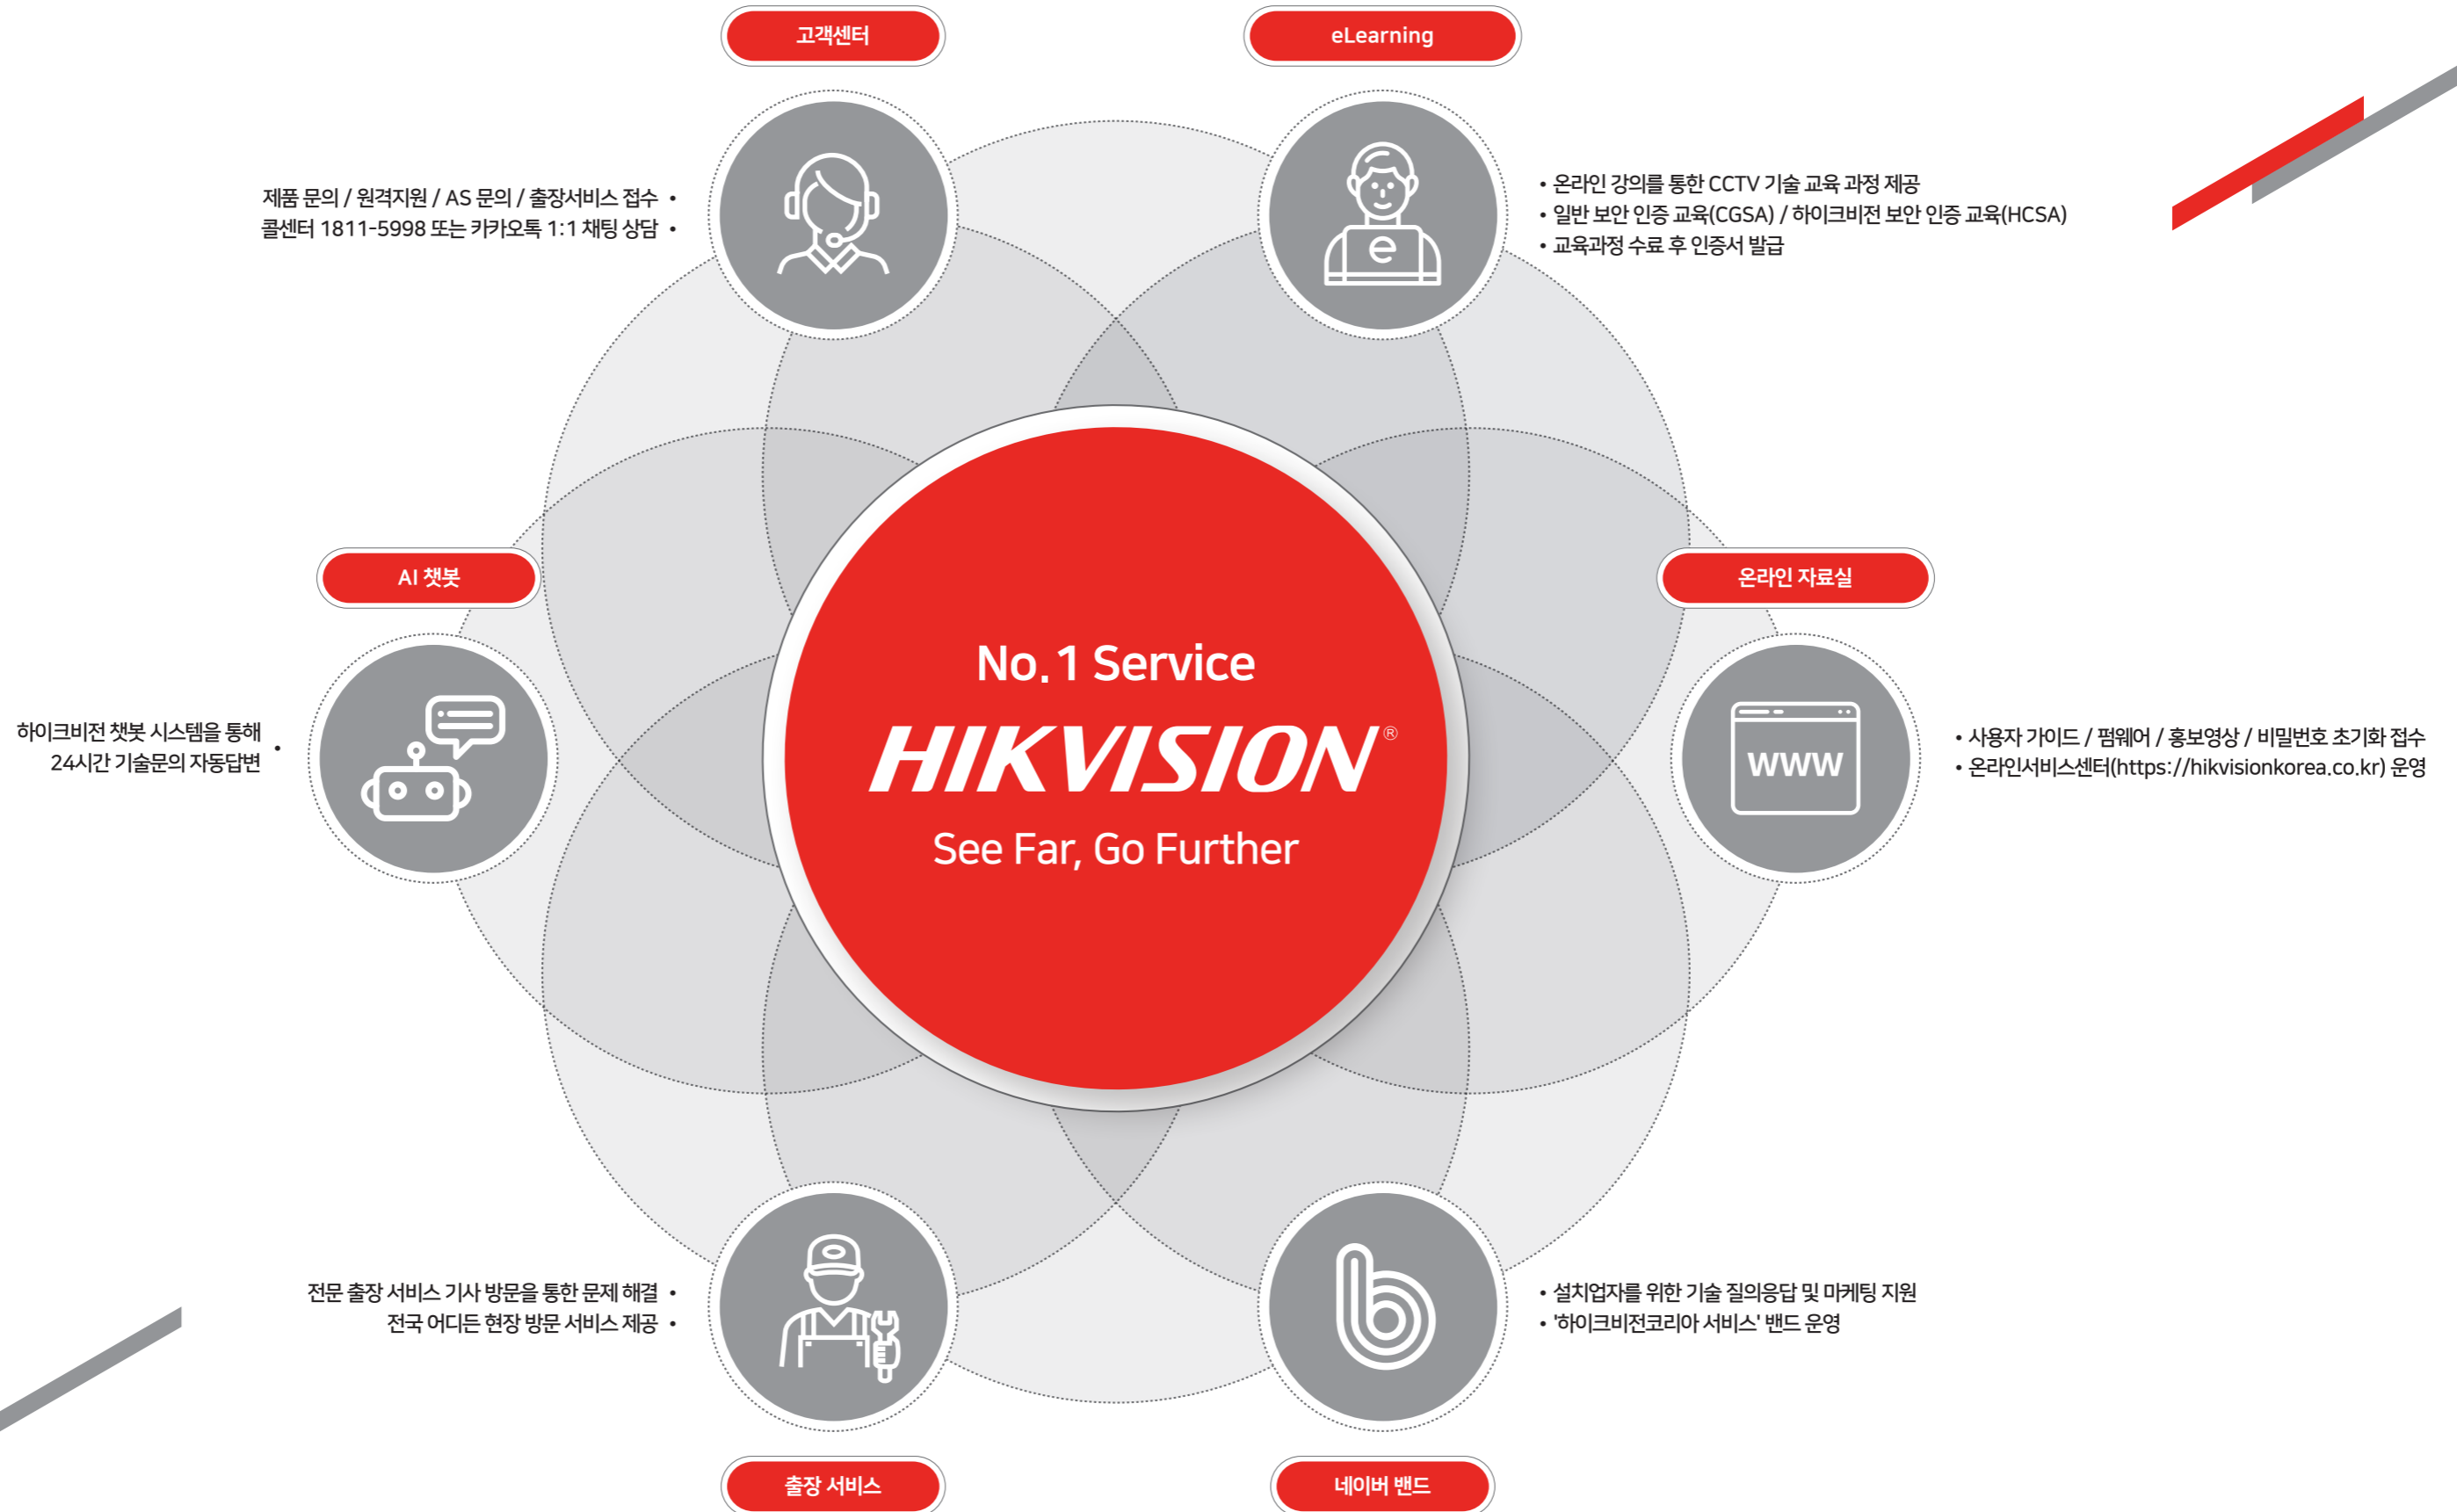 고객센터
제품 문의 / 원격지원 / AS 문의 / 출장서비스 접수 •
콜센터 1811-5998 또는 카카오톡 1:1 채팅 상담 •
eLearning
• 온라인 강의를 통한 CCTV 기술 교육 과정 제공
• 일반 보안 인증 교육(CGSA) / 하이크비전 보안 인증 교육(HCSA)
• 교육과정 수료 후 인증서 발급
e
AI 챗봇
하이크비전 챗봇 시스템을 통해
24시간 기술문의 자동답변 •
No.1 Service
HIKVISION®
See Far, Go Further
온라인 자료실
www
• 사용자 가이드 / 펌웨어 / 홍보영상 / 비밀번호 초기화 접수
• 온라인서비스센터(https://hikvisionkorea.co.kr) 운영
전문 출장 서비스 기사 방문을 통한 문제 해결 •
전국 어디든 현장 방문 서비스 제공 •
출장 서비스
• 설치업자를 위한 기술 질의응답 및 마케팅 지원
• '하이크비전코리아 서비스' 밴드 운영
네이버 밴드